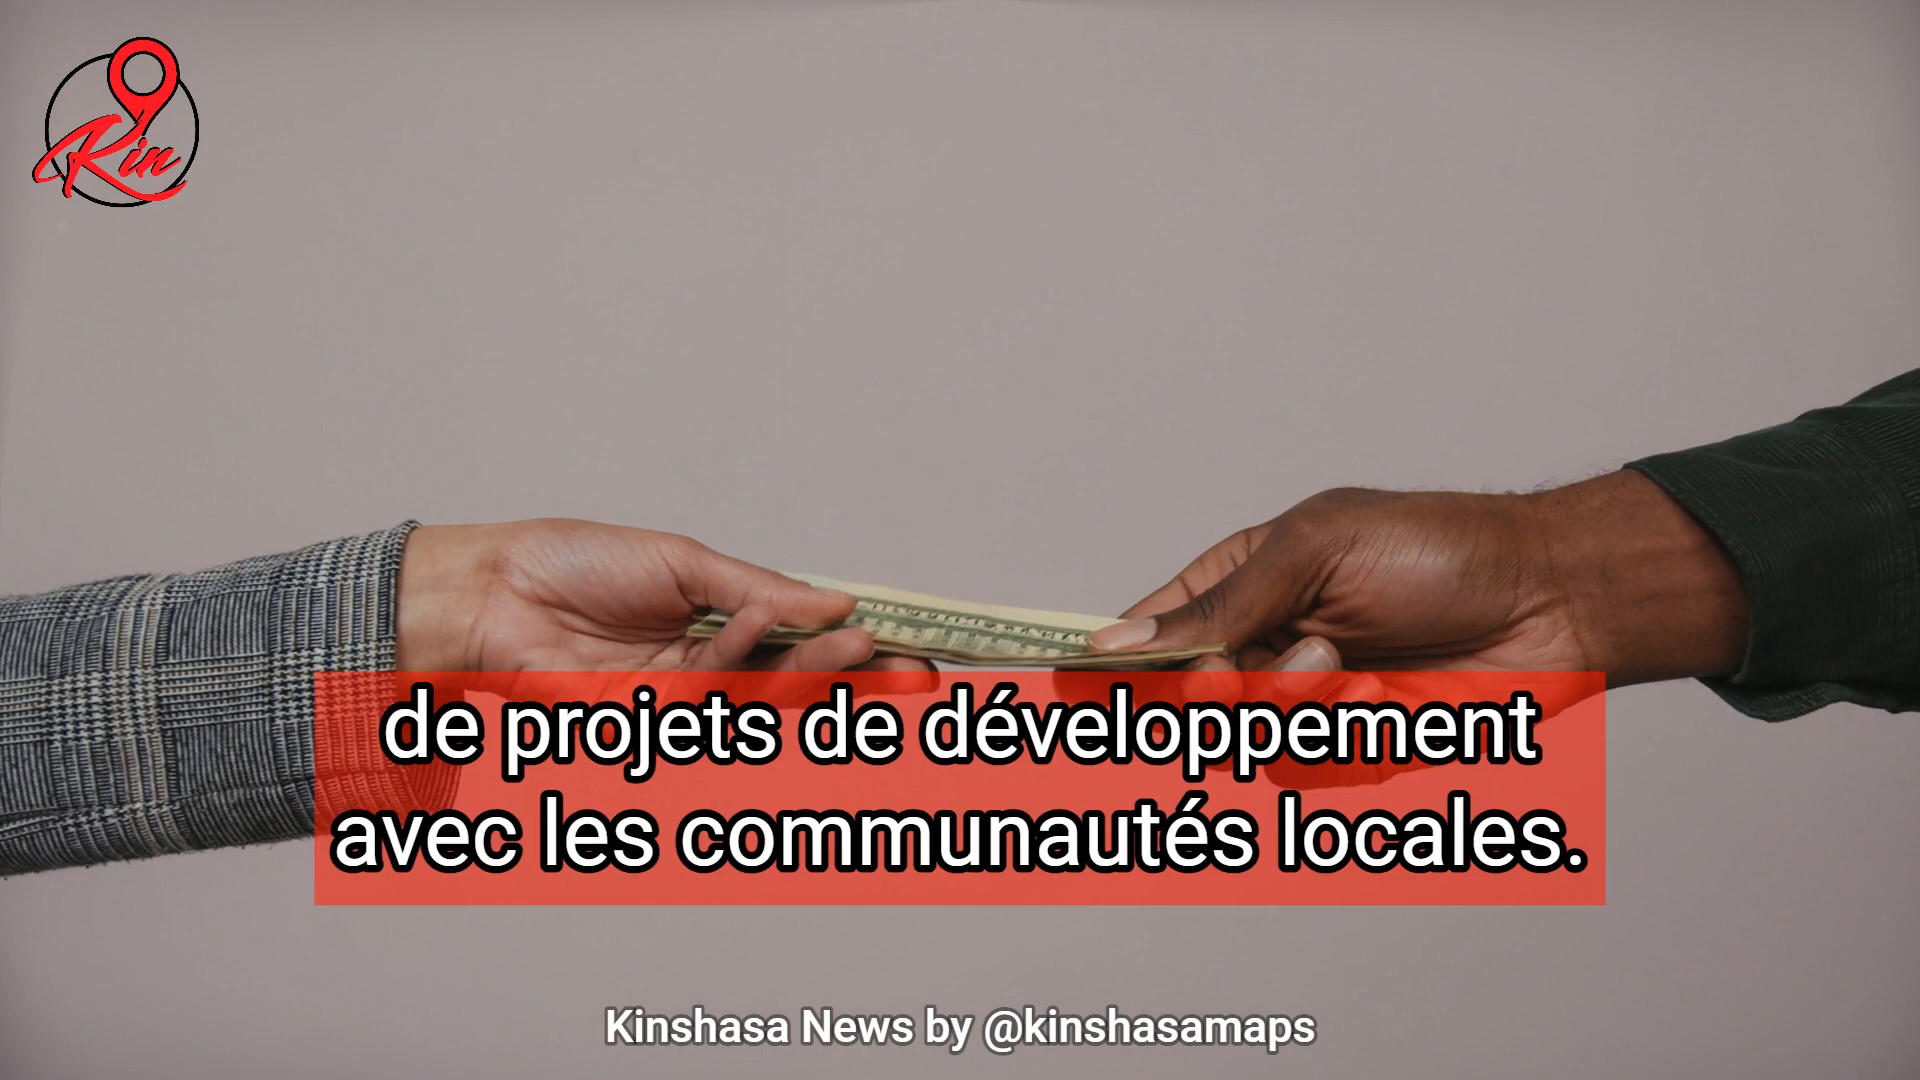 Kin
de projets de développement
avec les communautés locales.
Kinshasa News by @kinshasamaps